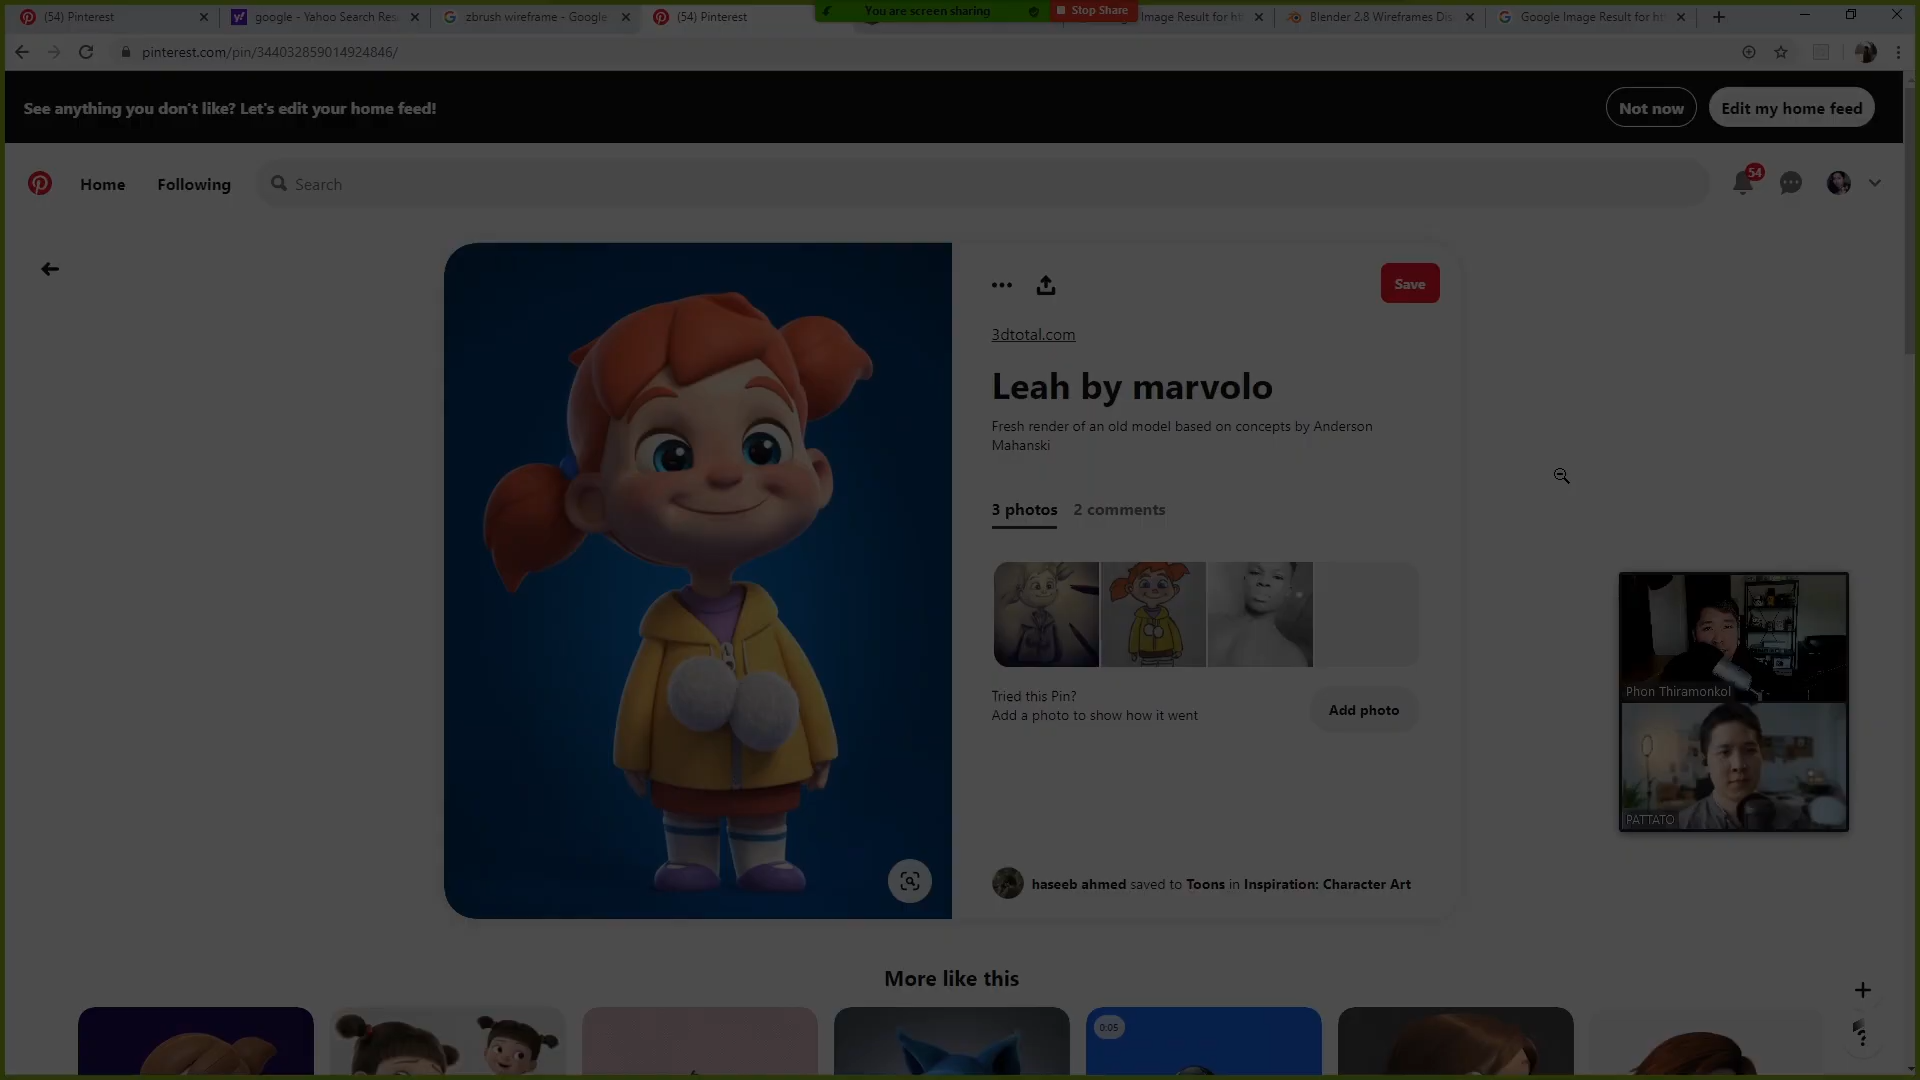 (54) Pinterest
google - Yahoo Search Res
zbrush wireframe - Google
(54) Pinterest
You are screen sharing
Stop Share
Image Result for ht
Blender 2.8 Wireframes Dis
Google Image Result for ht
pinterest.com/pin/344032859014924846/
See anything you don't like? Let's edit your home feed!
Not now
Edit my home feed
Home
Following
Search
54
Save
3dtotal.com
Leah by marvolo
Fresh render of an old model based on concepts by Anderson
Mahanski
3 photos
2 comments
Tried this Pin?
Add a photo to show how it went
Add photo
Phon Thiramonkol
PATTATO
haseeb ahmed saved to Toons in Inspiration: Character Art
More like this
0:05